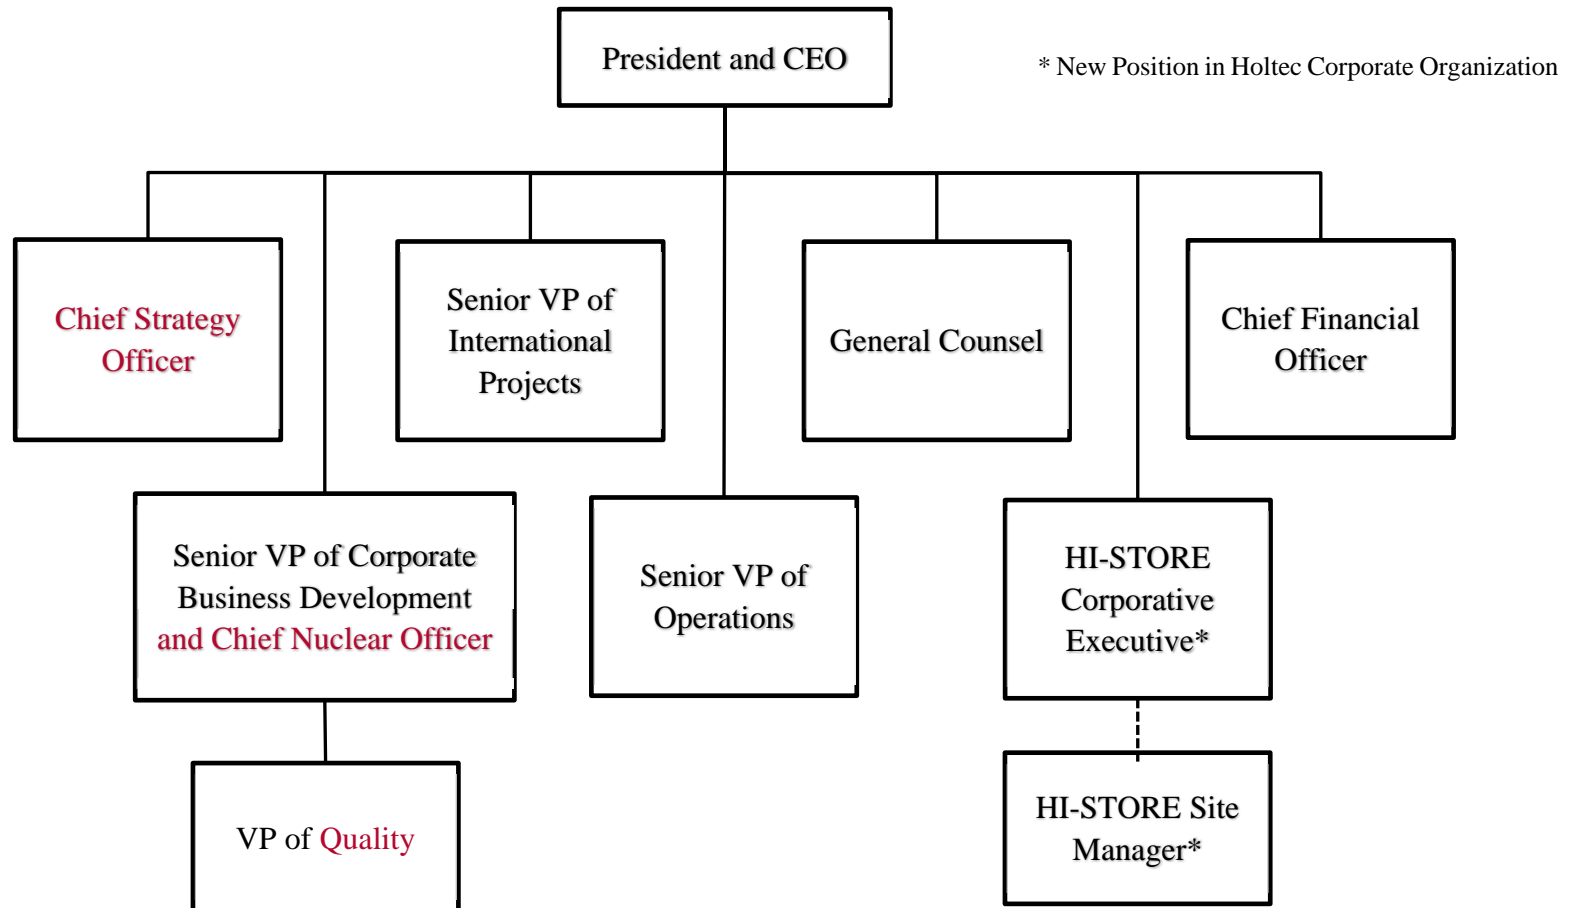 President and CEO
* New Position in Holtec Corporate Organization
Chief Strategy
Officer
Senior VP of
International
Projects
General Counsel
Chief Financial
Officer
Senior VP of Corporate
Business Development
and Chief Nuclear Officer
Senior VP of
Operations
HI-STORE
Corporative
Executive*
VP of Quality
HI-STORE Site
Manager*